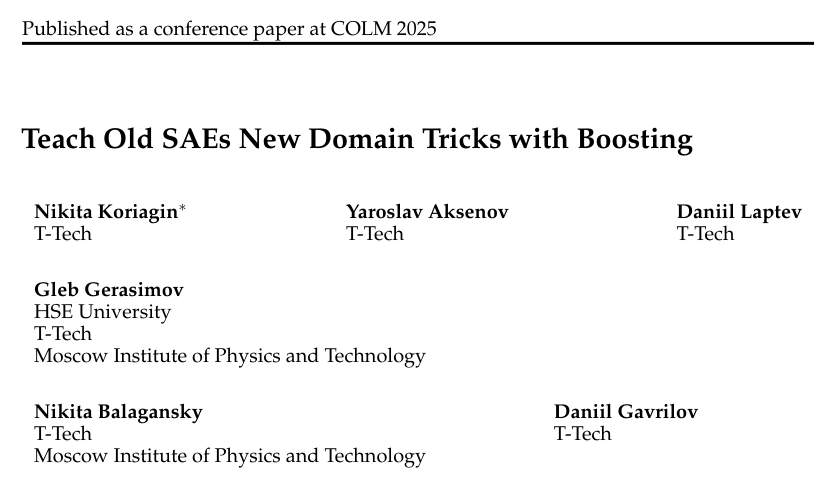 Published as a conference paper at COLM 2025
Teach Old SAEs New Domain Tricks with Boosting
Nikita Koriagin*
T-Tech
Yaroslav Aksenov
T-Tech
Daniil Laptev
T-Tech
Gleb Gerasimov
HSE University
T-Tech
Moscow Institute of Physics and Technology
Nikita Balagansky
T-Tech
Moscow Institute of Physics and Technology
Daniil Gavrilov
T-Tech